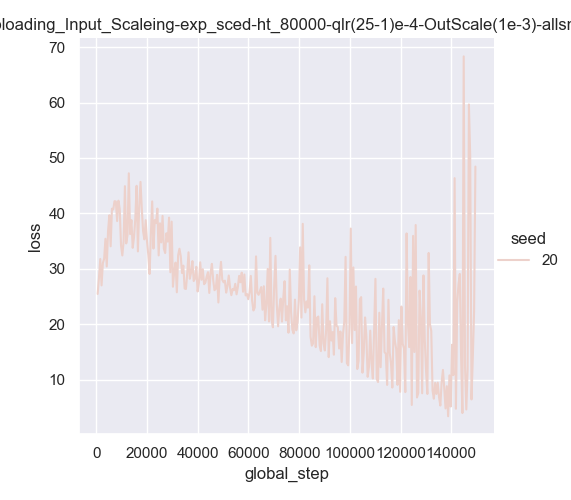 ploading_Input_Scaleing-exp_sced-ht_80000-qlr(25-1)e-4-OutScale(1e-3)-allsr
70
60
50
40
30
20
10
loss
0 20000 40000 60000 80000 100000 120000 140000
global_step
seed
20